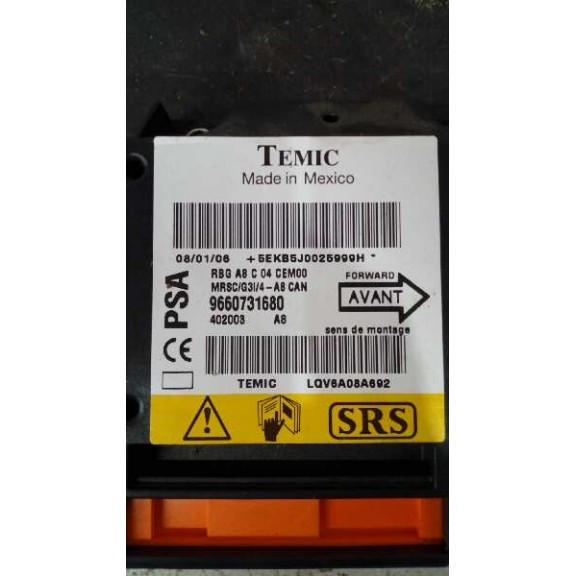 TEMIC
Made in Mexico
08/01/06 +5EKB5J0025999H *
PSA
RBG A8 C 04 CEM00
MRSC/G3I/4-A8 CAN
9660731680
402003 A8
FORWARD
AVANT
sens de montage
CE
TEMIC LQV6A08A692
SRS